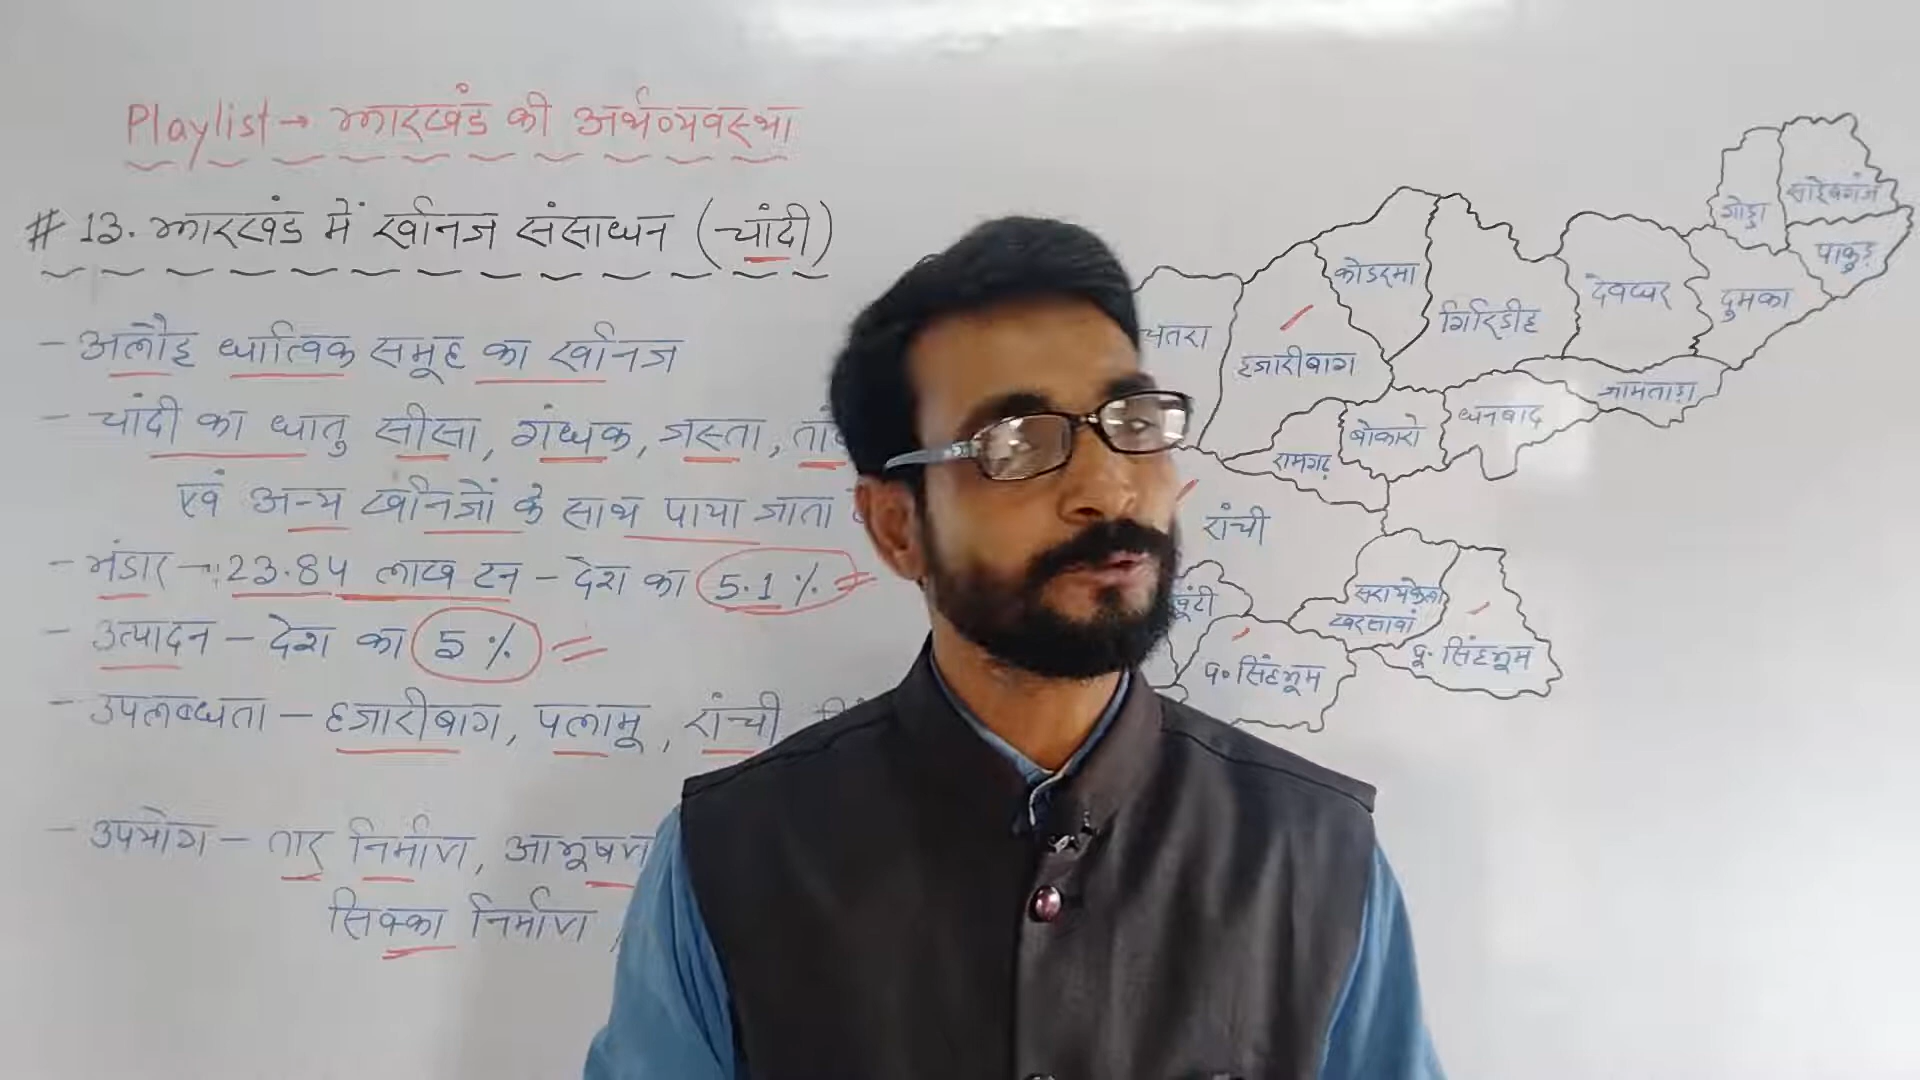 Playlist → झारखंड की अर्थव्यवस्था
# 13. झारखंड में खनिज संसाधन (चांदी)
- अलौह धात्विक समूह का खनिज
- चांदी का धातु सीसा, गंधक, जस्ता,
एवं अन्य खनिजों के साथ पाया जाता
- भंडार → 23.84 लाख टन - देश का 5.1 %
- उत्पादन - देश का 5 %
- उपलब्धता - हजारीबाग, पलामू, रांची
- उपयोग - तार निर्माण, आभूषण
सिक्का निर्माण
साहेबगंज
गोड्डा
पाकुड़
कोडरमा
देवघर
दुमका
गिरिडीह
चतरा
हजारीबाग
जामताड़ा
धनबाद
बोकारो
रामगढ़
रांची
खूंटी
सरायकेला
खरसावां
पू. सिंहभूम
प० सिंहभूम